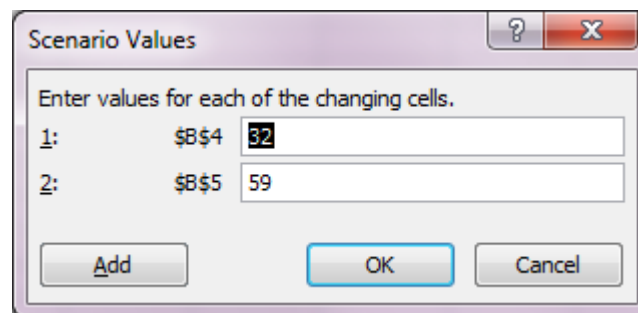 Scenario Values
?
Enter values for each of the changing cells.
1: $B$4 32
2: $B$5 59
Add OK Cancel